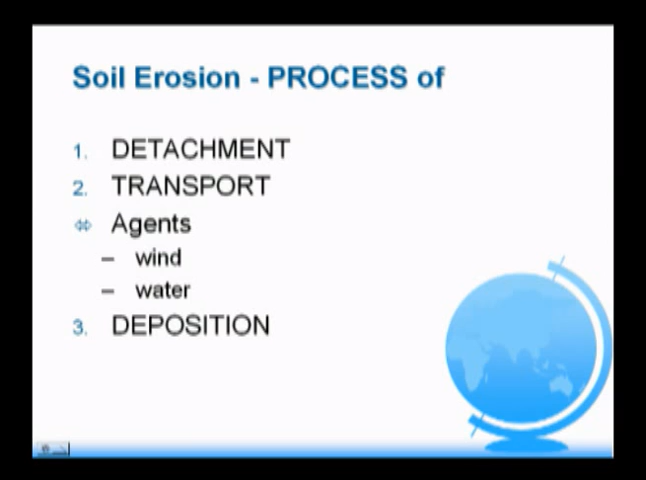 Soil Erosion - PROCESS of
1. DETACHMENT
2. TRANSPORT
⇔ Agents
– wind
– water
3. DEPOSITION